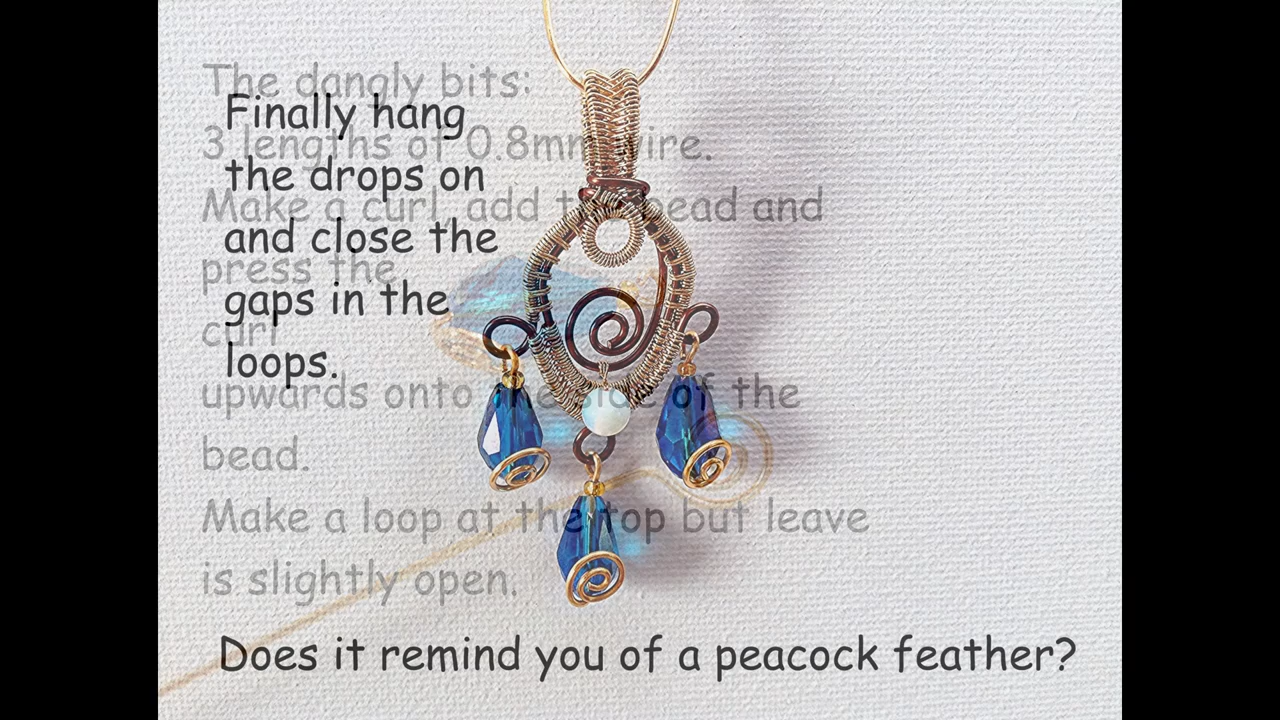 The dangly bits:
3 lengths of 0.8mm wire.
Make a curl, add the bead and
press the
curl
upwards onto the side of the
bead.
Make a loop at the top but leave
is slightly open.
Finally hang
the drops on
and close the
gaps in the
loops.
Does it remind you of a peacock feather?